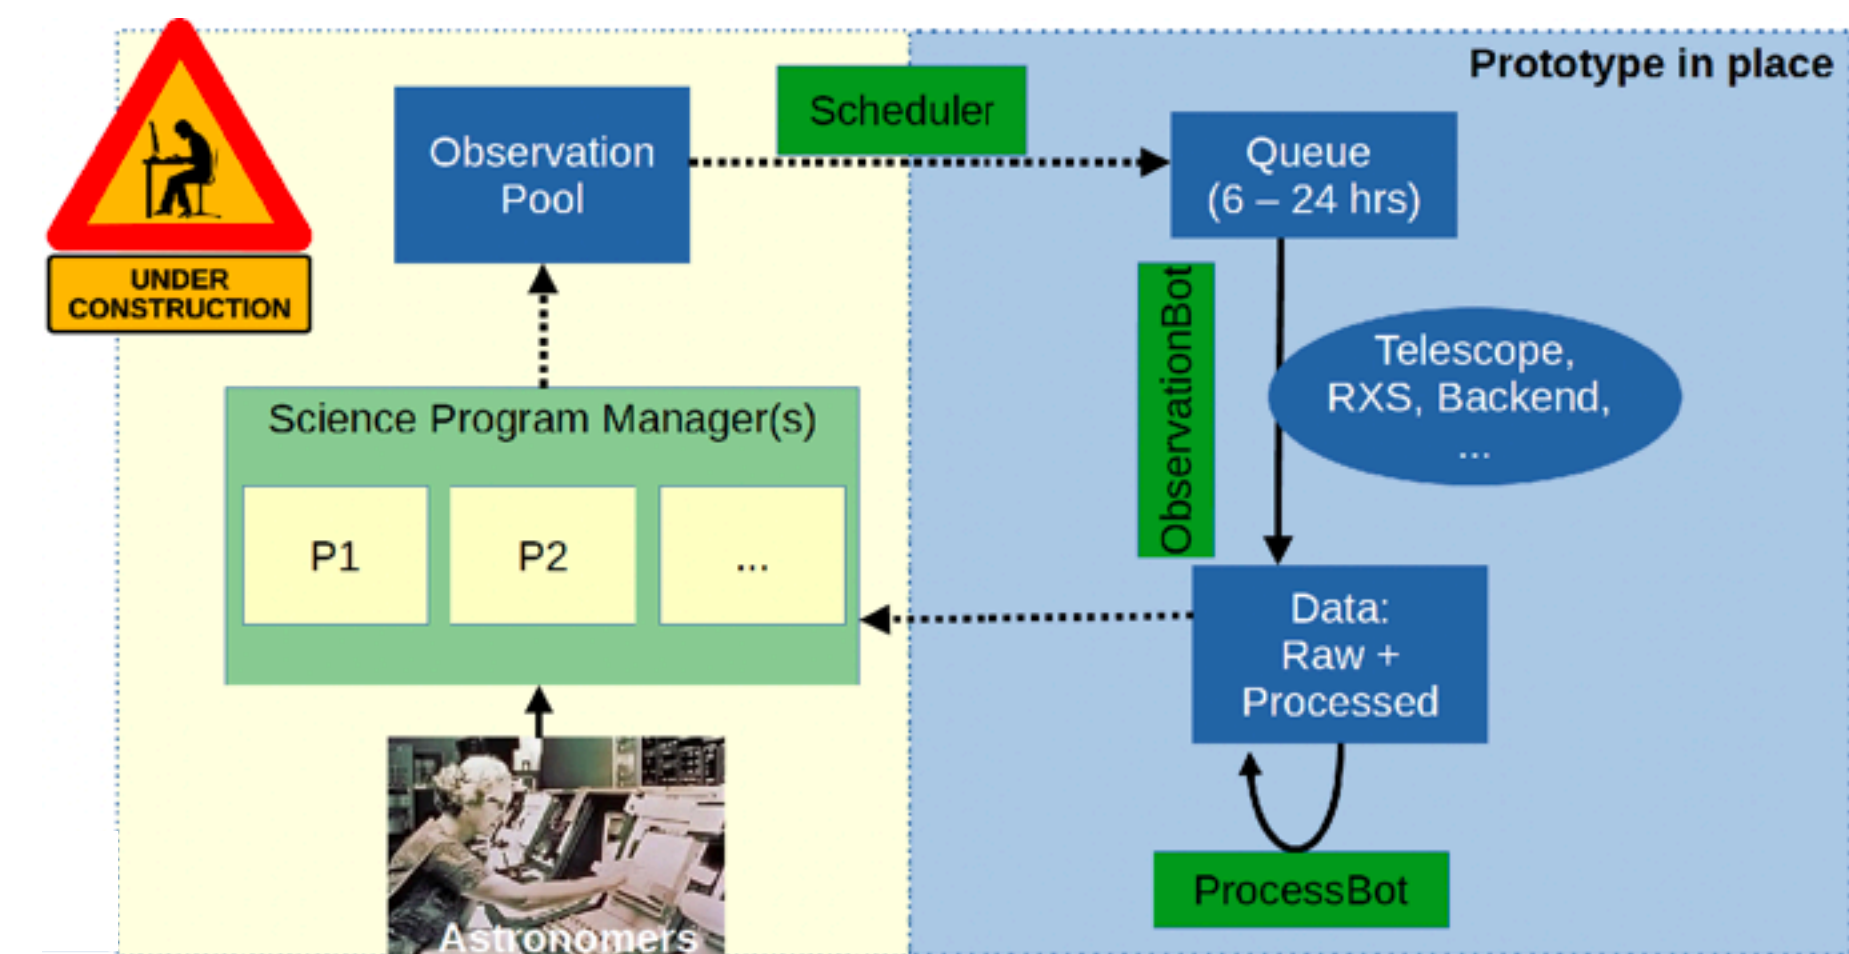 Prototype in place
UNDER
CONSTRUCTION
Observation
Pool
Scheduler
Queue
(6 – 24 hrs)
ObservationBot
Telescope,
RXS, Backend,
...
Science Program Manager(s)
P1
P2
...
Data:
Raw +
Processed
ProcessBot
Astronomers